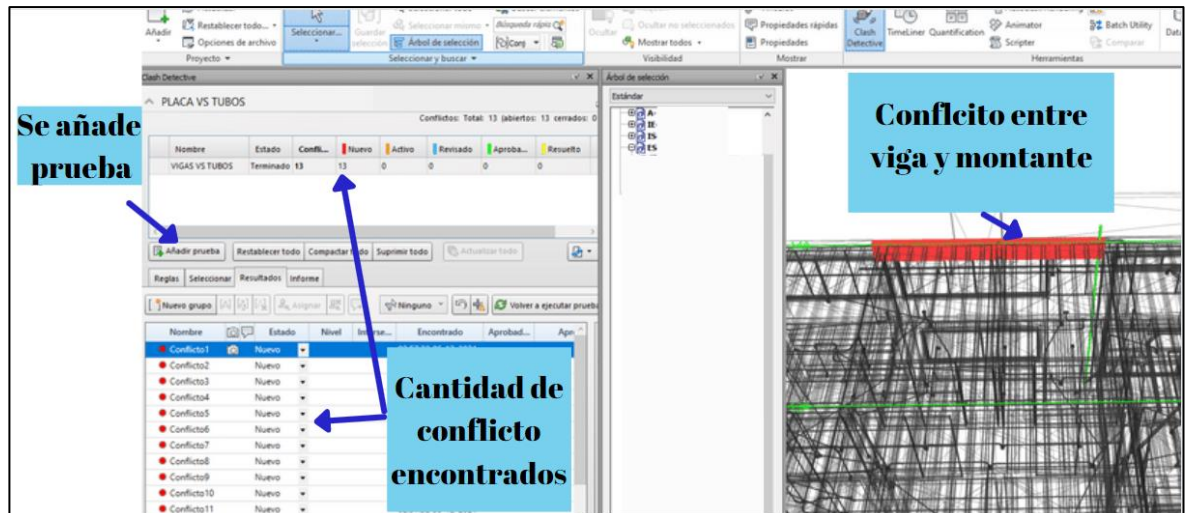 Añadir
Restablecer todo...
Opciones de archivo
Proyecto
Seleccionar...
Guardar selección
Seleccionar mismo
Árbol de selección
Búsqueda rápida
Seleccionar y buscar
Ocultar
Ocultar no seleccionados
Mostrar todos
Visibilidad
Propiedades rápidas
Propiedades
Mostrar
Clash Detective
TimeLiner
Quantification
Animator
Scripter
Batch Utility
Comparar
Herramientas
Clash Detective
PLACA VS TUBOS
Conflictos: Total: 13 (abiertos: 13 cerrados: 0
Nombre Estado Confli... Nuevo Activo Revisado Aproba... Resuelto
VIGAS VS TUBOS Terminado 13 13 0 0 0 0
Añadir prueba Restablecer todo Compactar todo Suprimir todo Actualizar todo
Reglas Seleccionar Resultados Informe
Nuevo grupo Asignar Ninguno Volver a ejecutar prueba
Nombre Estado Nivel Interse... Encontrado Aprobad... Apr
Conflicto1 Nuevo
Conflicto2 Nuevo
Conflicto3 Nuevo
Conflicto4 Nuevo
Conflicto5 Nuevo
Conflicto6 Nuevo
Conflicto7 Nuevo
Conflicto8 Nuevo
Conflicto9 Nuevo
Conflicto10 Nuevo
Conflicto11 Nuevo
Árbol de selección
Estándar
A-
IE-
IS-
ES-
Se añade
prueba
Cantidad de
conflicto
encontrados
Conflcito entre
viga y montante